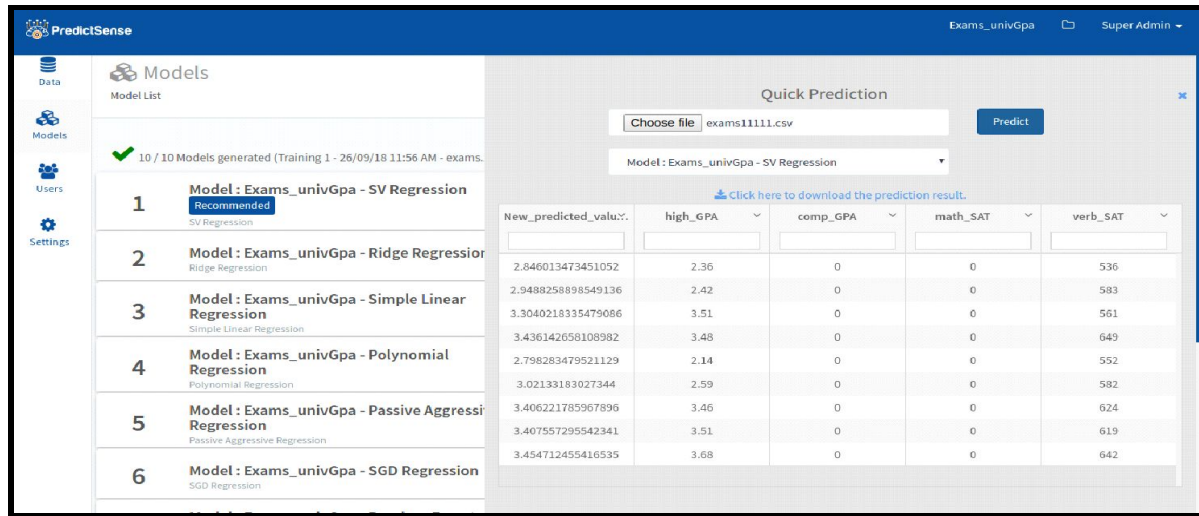 PredictSense
Exams_univGpa Super Admin
Data
Models
Users
Settings
Models
Model List
10 / 10 Models generated (Training 1 - 26/09/18 11:56 AM - exams.
1 Model : Exams_univGpa - SV Regression
Recommended
SV Regression
2 Model : Exams_univGpa - Ridge Regression
Ridge Regression
3 Model : Exams_univGpa - Simple Linear
Regression
Simple Linear Regression
4 Model : Exams_univGpa - Polynomial
Regression
Polynomial Regression
5 Model : Exams_univGpa - Passive Aggressi
Regression
Passive Aggressive Regression
6 Model : Exams_univGpa - SGD Regression
SGD Regression
Quick Prediction
Choose file exams11111.csv Predict
Model : Exams_univGpa - SV Regression
Click here to download the prediction result.
New_predicted_valu... high_GPA comp_GPA math_SAT verb_SAT
2.846013473451052 2.36 0 0 536
2.9488258898549136 2.42 0 0 583
3.3040218335479086 3.51 0 0 561
3.436142658108982 3.48 0 0 649
2.798283479521129 2.14 0 0 552
3.02133183027344 2.59 0 0 582
3.406221785967896 3.46 0 0 624
3.407557295542341 3.51 0 0 619
3.454712455416535 3.68 0 0 642